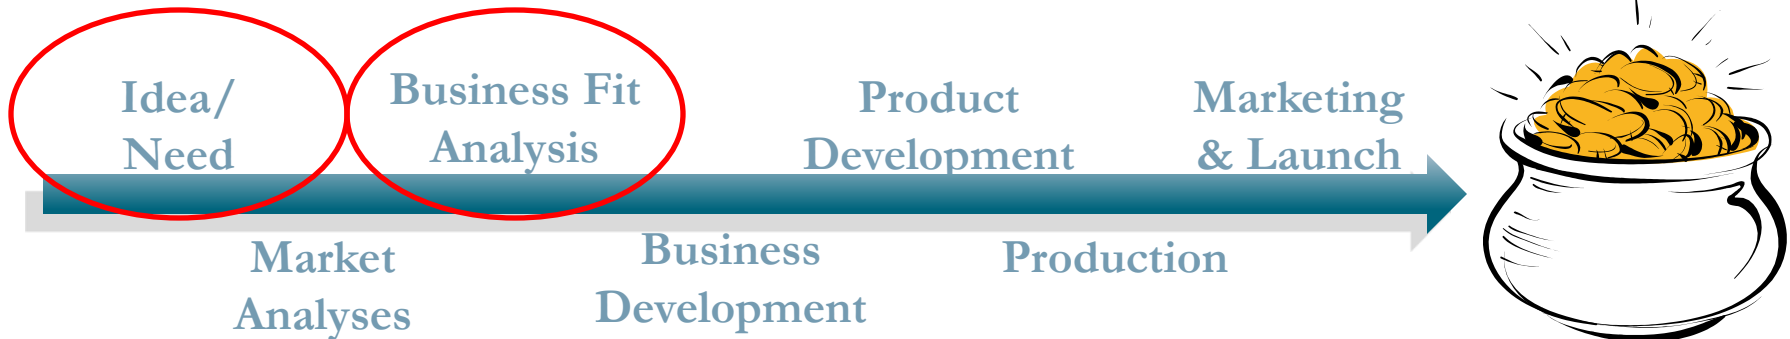 Idea/
Need
Business Fit
Analysis
Product
Development
Marketing
& Launch
Market
Analyses
Business
Development
Production